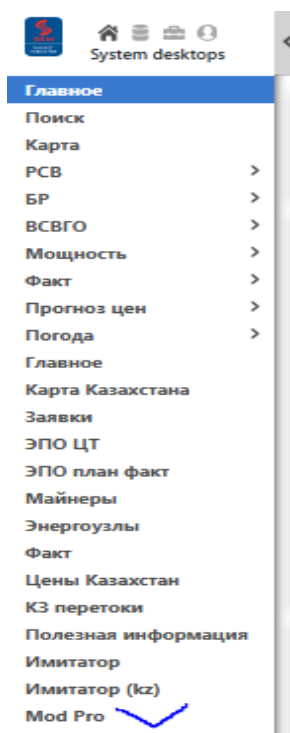 System desktops
Главное
Поиск
Карта
РСВ
БР
ВСВГО
Мощность
Факт
Прогноз цен
Погода
Главное
Карта Казахстана
Заявки
ЭПО ЦТ
ЭПО план факт
Майнеры
Энергоузлы
Факт
Цены Казахстан
КЗ перетоки
Полезная информация
Имитатор
Имитатор (kz)
Mod Pro